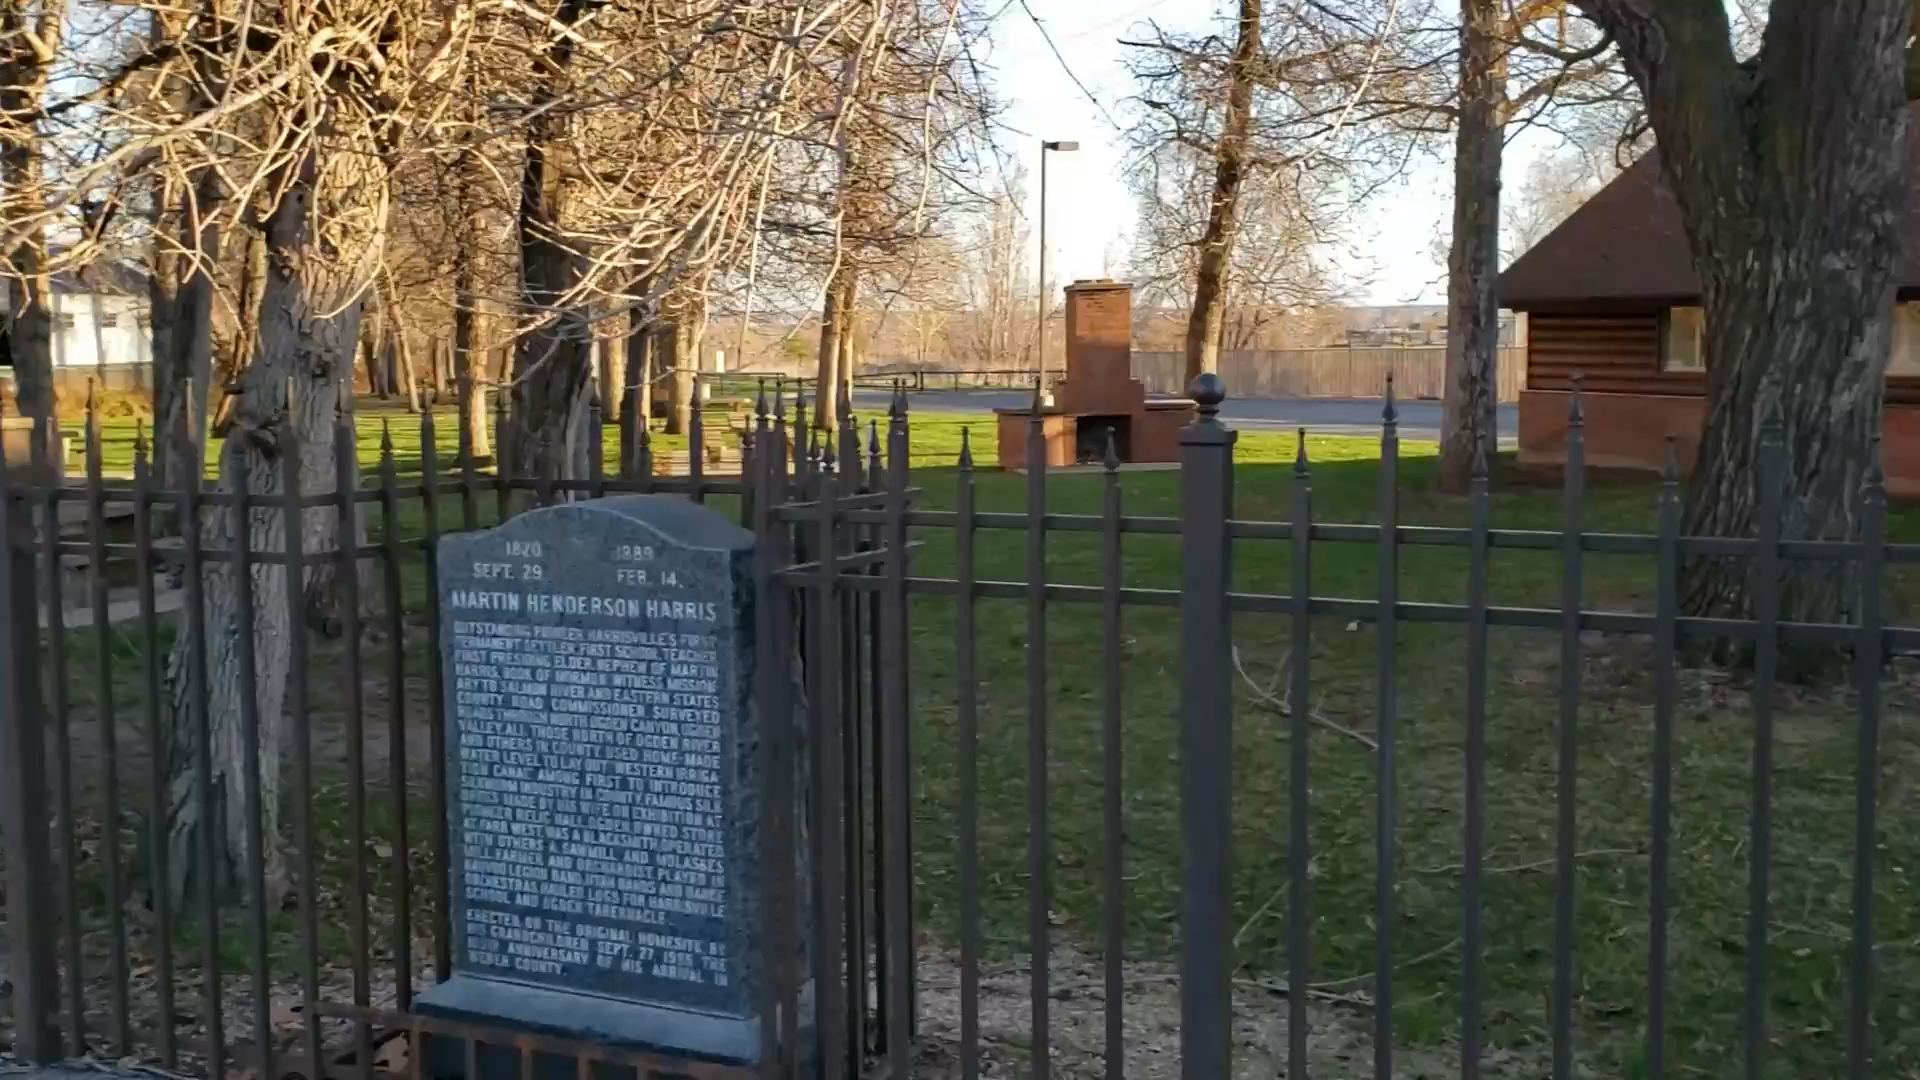 1820 1889
SEPT. 29 FEB. 14.
MARTIN HENDERSON HARRIS
OUTSTANDING PIONEER, HARRISVILLE'S FIRST
PERMANENT SETTLER, FIRST SCHOOL TEACHER
FIRST PRESIDING ELDER. NEPHEW OF MARTIN
HARRIS, BOOK OF MORMON WITNESS. MISSION-
ARY TO SALMON RIVER AND EASTERN STATES
COUNTY ROAD COMMISSIONER. SURVEYED
THROUGH NORTH OGDEN CANYON, OGDEN
VALLEY, ALL THOSE NORTH OF OGDEN RIVER
AND OTHERS IN COUNTY. USED HOME-MADE
WATER LEVEL TO LAY OUT WESTERN IRRIGA-
TION CANAL. AMONG FIRST TO INTRODUCE
INDUSTRY IN COUNTY. FAMOUS SILK
MADE BY HIS WIFE ON EXHIBITION AT
RELIC HALL, OGDEN. OWNED STORE
AT FARR WEST. WAS A BLACKSMITH, OPERATED
WITH OTHERS A SAWMILL AND MOLASSES
MILL. FARMER AND ORCHARDIST. PLAYED IN
NAUVOO LEGION BAND, UTAH BANDS AND DANCE
ORCHESTRAS. HAULED LOGS FOR HARRISVILLE
SCHOOL AND OGDEN TABERNACLE.
ERECTED ON THE ORIGINAL HOMESITE BY
HIS GRANDCHILDREN SEPT. 27, THE
ANNIVERSARY OF HIS ARRIVAL IN
WEBER COUNTY.